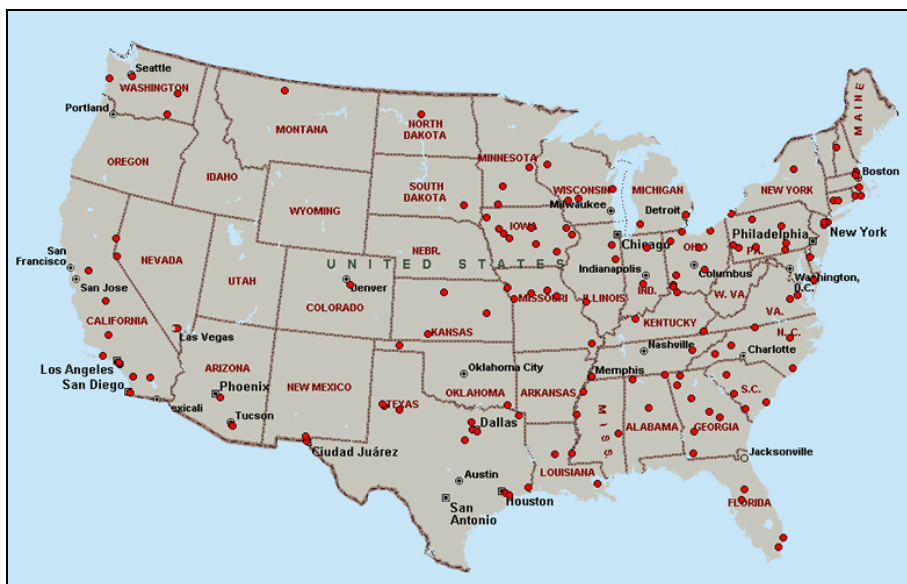 Seattle
WASHINGTON
Portland
MONTANA
NORTH
DAKOTA
MAINE
OREGON
IDAHO
MINNESOTA
SOUTH
DAKOTA
WISCONSIN
MICHIGAN
NEW YORK
Boston
WYOMING
Milwaukee
Detroit
IOWA
Philadelphia
New York
San
Francisco
NEVADA
NEBR.
Chicago
OHIO
PA.
UTAH
UNITED STATES
Indianapolis
Columbus
Washington,
D.C.
San Jose
Denver
COLORADO
ILLINOIS
IND.
W. VA.
MISSOURI
VA.
CALIFORNIA
Las Vegas
KANSAS
KENTUCKY
N. C.
Nashville
Charlotte
Los Angeles
ARIZONA
Oklahoma City
Memphis
San Diego
Phoenix
NEW MEXICO
OKLAHOMA
ARKANSAS
S.C.
exicali
Tucson
TEXAS
Dallas
MISS.
ALABAMA
GEORGIA
Ciudad Juárez
Jacksonville
Austin
LOUISIANA
Houston
San
Antonio
FLORIDA